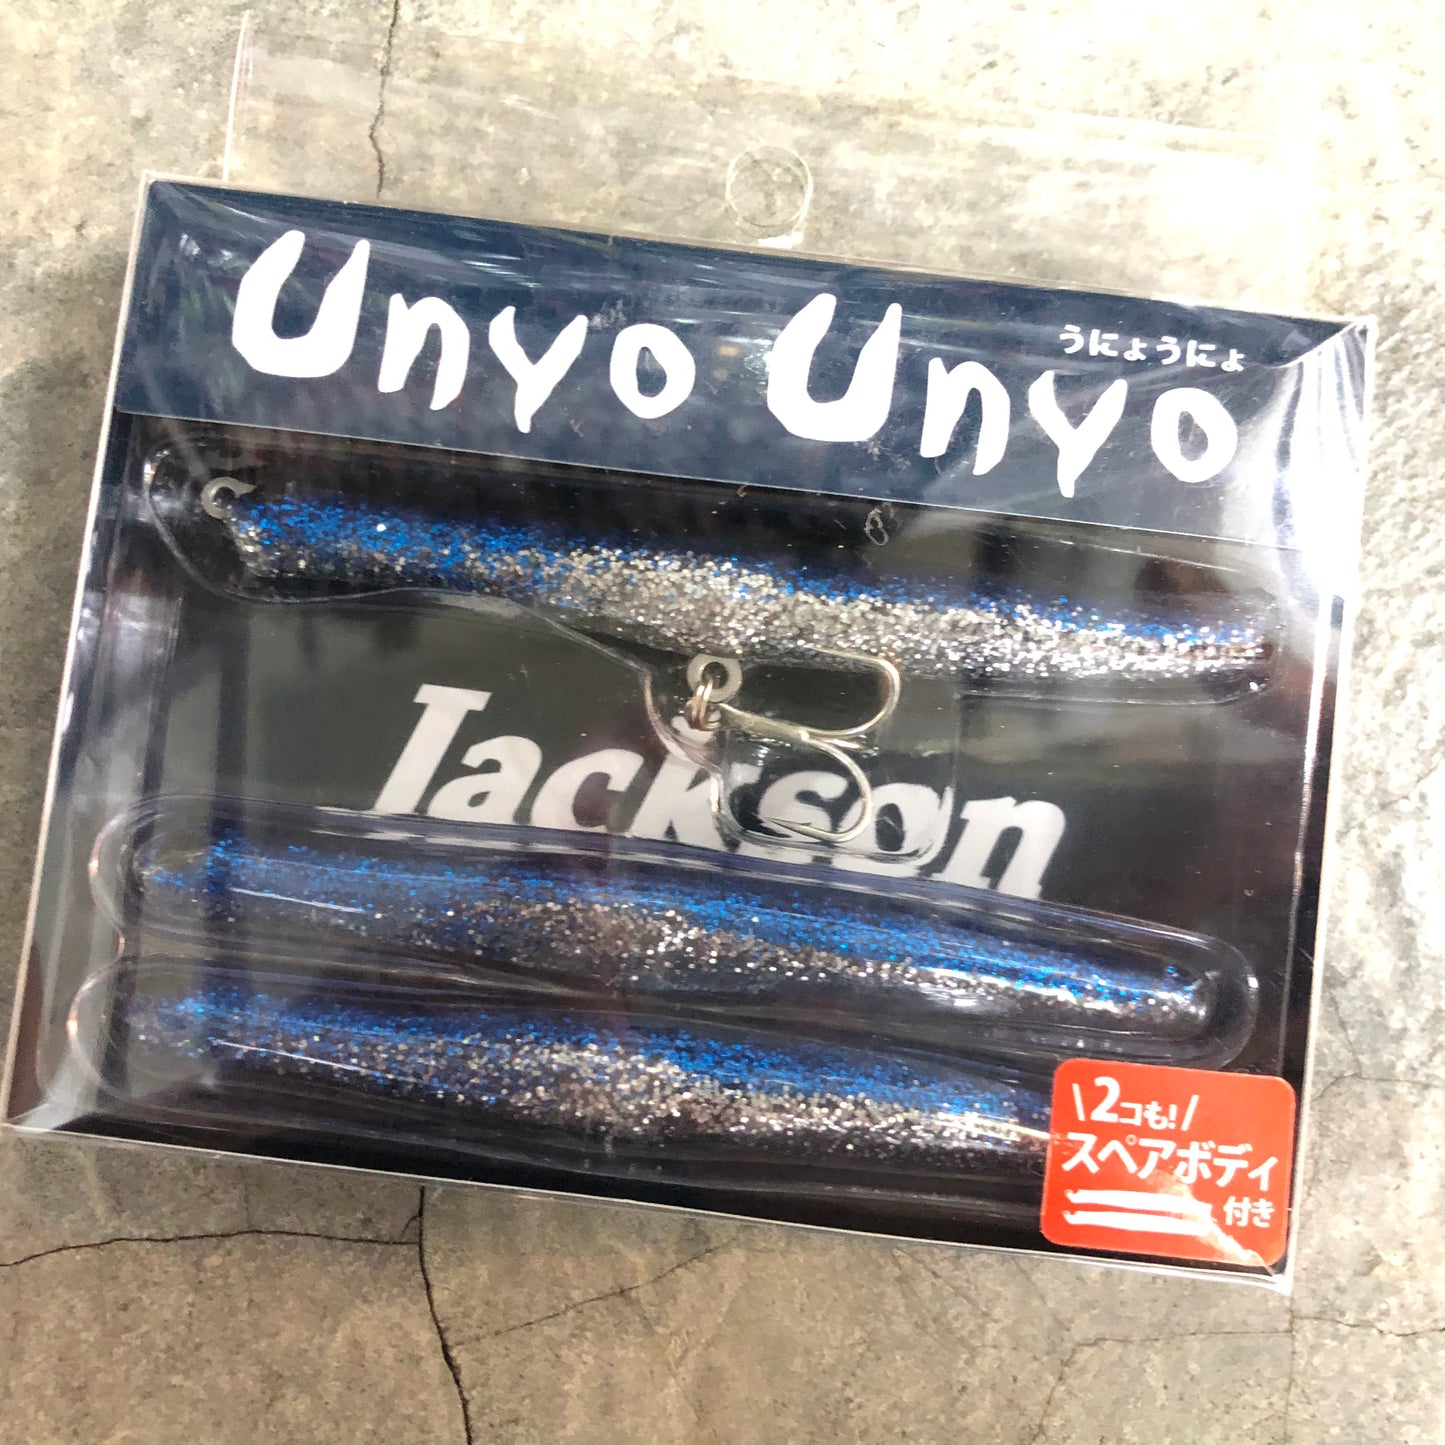 うにょうにょ
Unyo Unyo
Jackson
\2コも!/
スペアボディ
付き